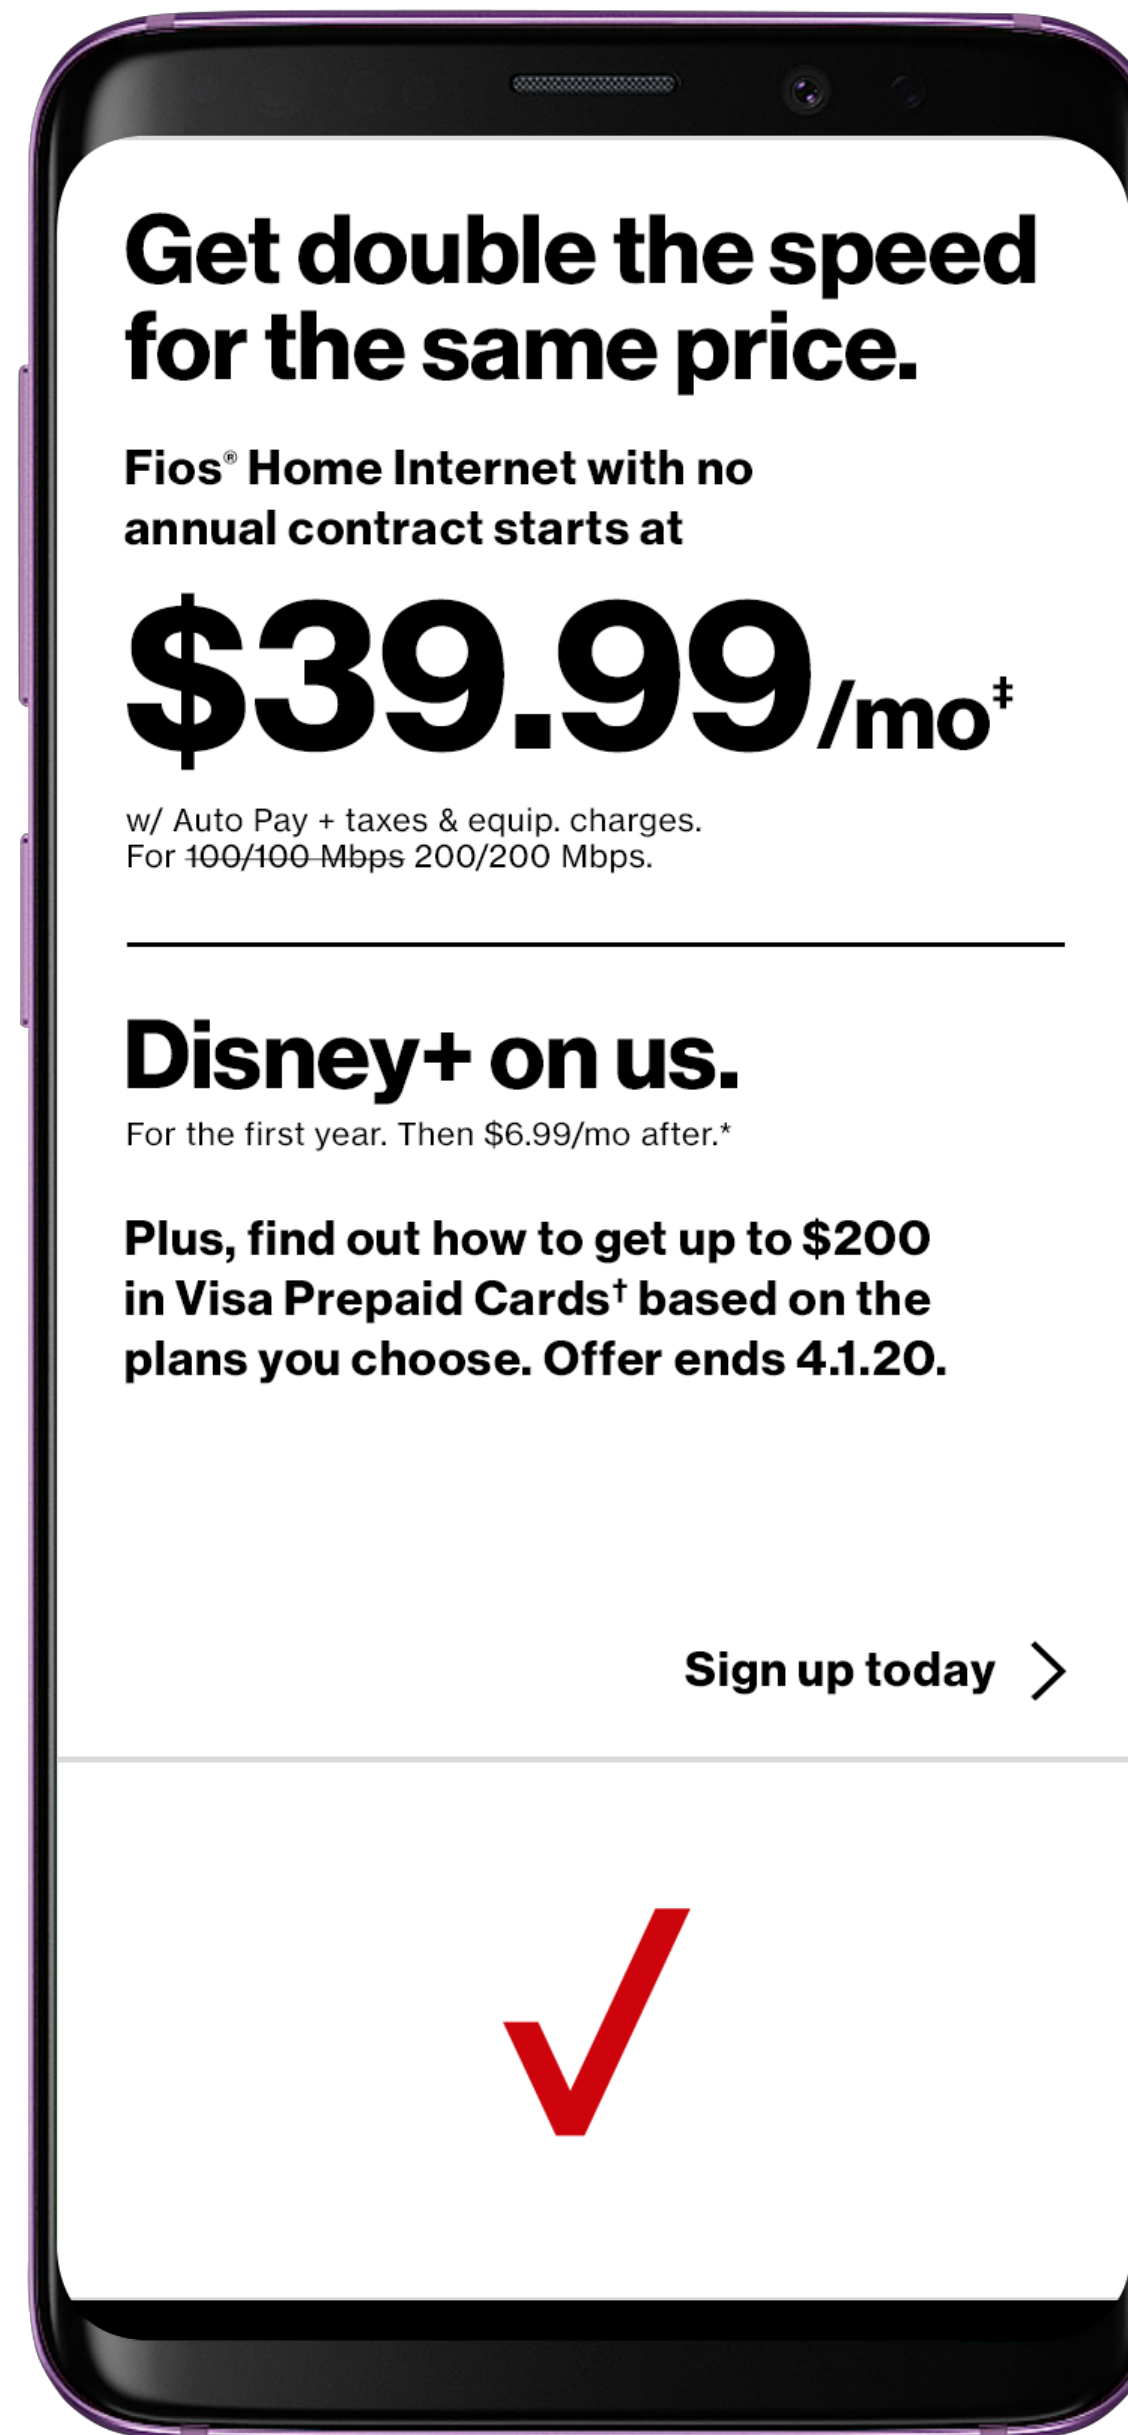 Get double the speed
for the same price.
Fios® Home Internet with no
annual contract starts at
$39.99/mo‡
w/ Auto Pay + taxes & equip. charges.
For 100/100 Mbps 200/200 Mbps.
Disney+ on us.
For the first year. Then $6.99/mo after.*
Plus, find out how to get up to $200
in Visa Prepaid Cards† based on the
plans you choose. Offer ends 4.1.20.
Sign up today